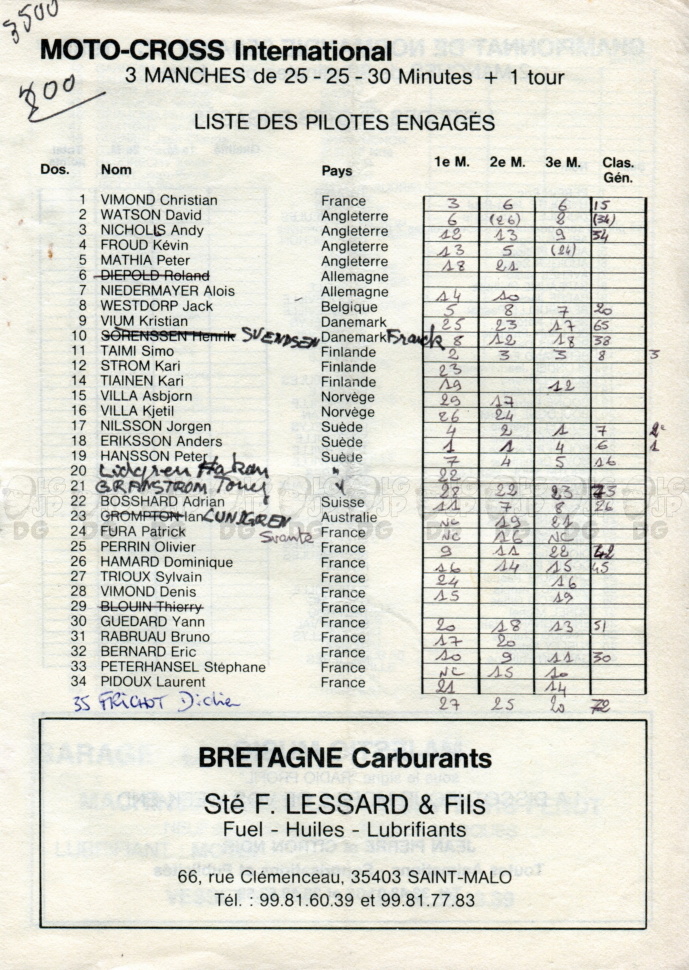 3500
800
MOTO-CROSS International
3 MANCHES de 25 - 25 - 30 Minutes + 1 tour
LISTE DES PILOTES ENGAGÉS
Dos. Nom Pays 1e M. 2e M. 3e M. Clas. Gén.
1 VIMOND Christian France 3 6 6 15
2 WATSON David Angleterre 6 (26) 2 (34)
3 NICHOLLS Andy Angleterre 12 13 9 34
4 FROUD Kévin Angleterre 13 5 (24)
5 MATHIA Peter Angleterre 18 21
6 DIEPOLD Roland Allemagne
7 NIEDERMAYER Alois Allemagne 14 10
8 WESTDORP Jack Belgique 5 8 7 20
9 VIUM Kristian Danemark 25 23 17 65
10 SÖRENSSEN Henrik SVENDSEN Danemark Franck 8 12 18 38
11 TAIMI Simo Finlande 2 3 3 8 3
12 STROM Kari Finlande 23
14 TIAINEN Kari Finlande 19 12
15 VILLA Asbjorn Norvège 29 17
16 VILLA Kjetil Norvège 26 24
17 NILSSON Jorgen Suède 4 2 1 7 2e
18 ERIKSSON Anders Suède 1 1 4 6 1
19 HANSSON Peter Suède 7 4 5 16
20 Lidgren Hakan " 22
21 GRANSTROM Tony " 28 22 23 73
22 BOSSHARD Adrian Suisse 11 7 8 26
23 CROMPTON Ian LUNDGREN Australie NC 19 21
24 FURA Patrick Svante France NC 16 NC
25 PERRIN Olivier France 9 11 22 42
26 HAMARD Dominique France 16 14 15 45
27 TRIOUX Sylvain France 24 16
28 VIMOND Denis France 15 19
29 BLOUIN Thierry France
30 GUEDARD Yann France 20 18 13 51
31 RABRUAU Bruno France 17 20
32 BERNARD Eric France 10 9 11 30
33 PETERHANSEL Stéphane France NC 15 10
34 PIDOUX Laurent France 21 14
35 FRICHOT Didier 27 25 20 72
BRETAGNE Carburants
Sté F. LESSARD & Fils
Fuel - Huiles - Lubrifiants
66, rue Clémenceau, 35403 SAINT-MALO
Tél. : 99.81.60.39 et 99.81.77.83